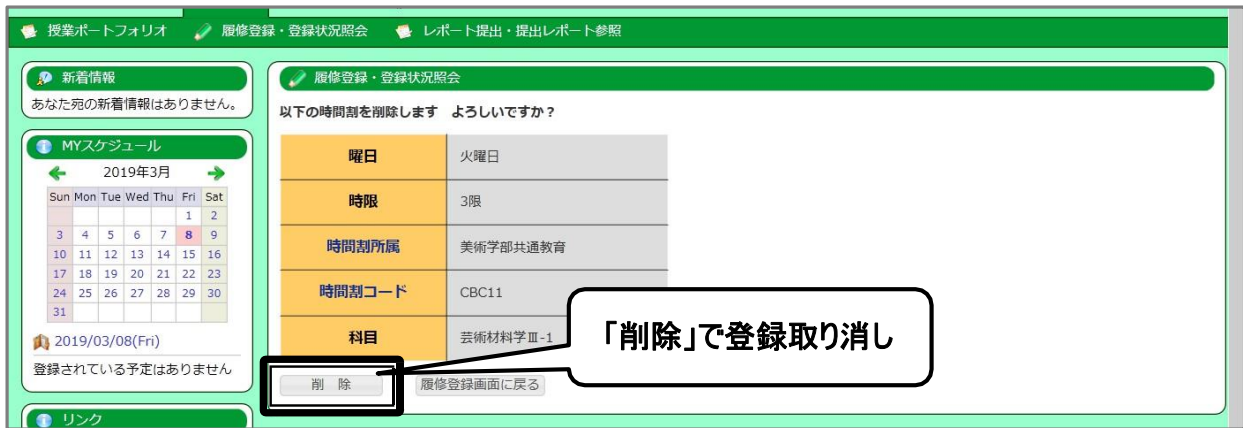 授業ポートフォリオ 履修登録・登録状況照会 レポート提出・提出レポート参照
新着情報
あなた宛の新着情報はありません。
MYスケジュール
2019年3月
Sun Mon Tue Wed Thu Fri Sat
1 2
3 4 5 6 7 8 9
10 11 12 13 14 15 16
17 18 19 20 21 22 23
24 25 26 27 28 29 30
31
2019/03/08(Fri)
登録されている予定はありません
リンク
履修登録・登録状況照会
以下の時間割を削除します よろしいですか？
曜日 火曜日
時限 3限
時間割所属 美術学部共通教育
時間割コード CBC11
科目 芸術材料学Ⅲ-1
削 除 履修登録画面に戻る
「削除」で登録取り消し